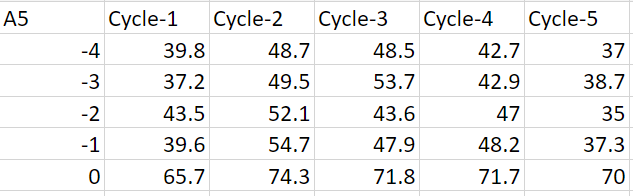 A5 Cycle-1 Cycle-2 Cycle-3 Cycle-4 Cycle-5
-4 39.8 48.7 48.5 42.7 37
-3 37.2 49.5 53.7 42.9 38.7
-2 43.5 52.1 43.6 47 35
-1 39.6 54.7 47.9 48.2 37.3
0 65.7 74.3 71.8 71.7 70